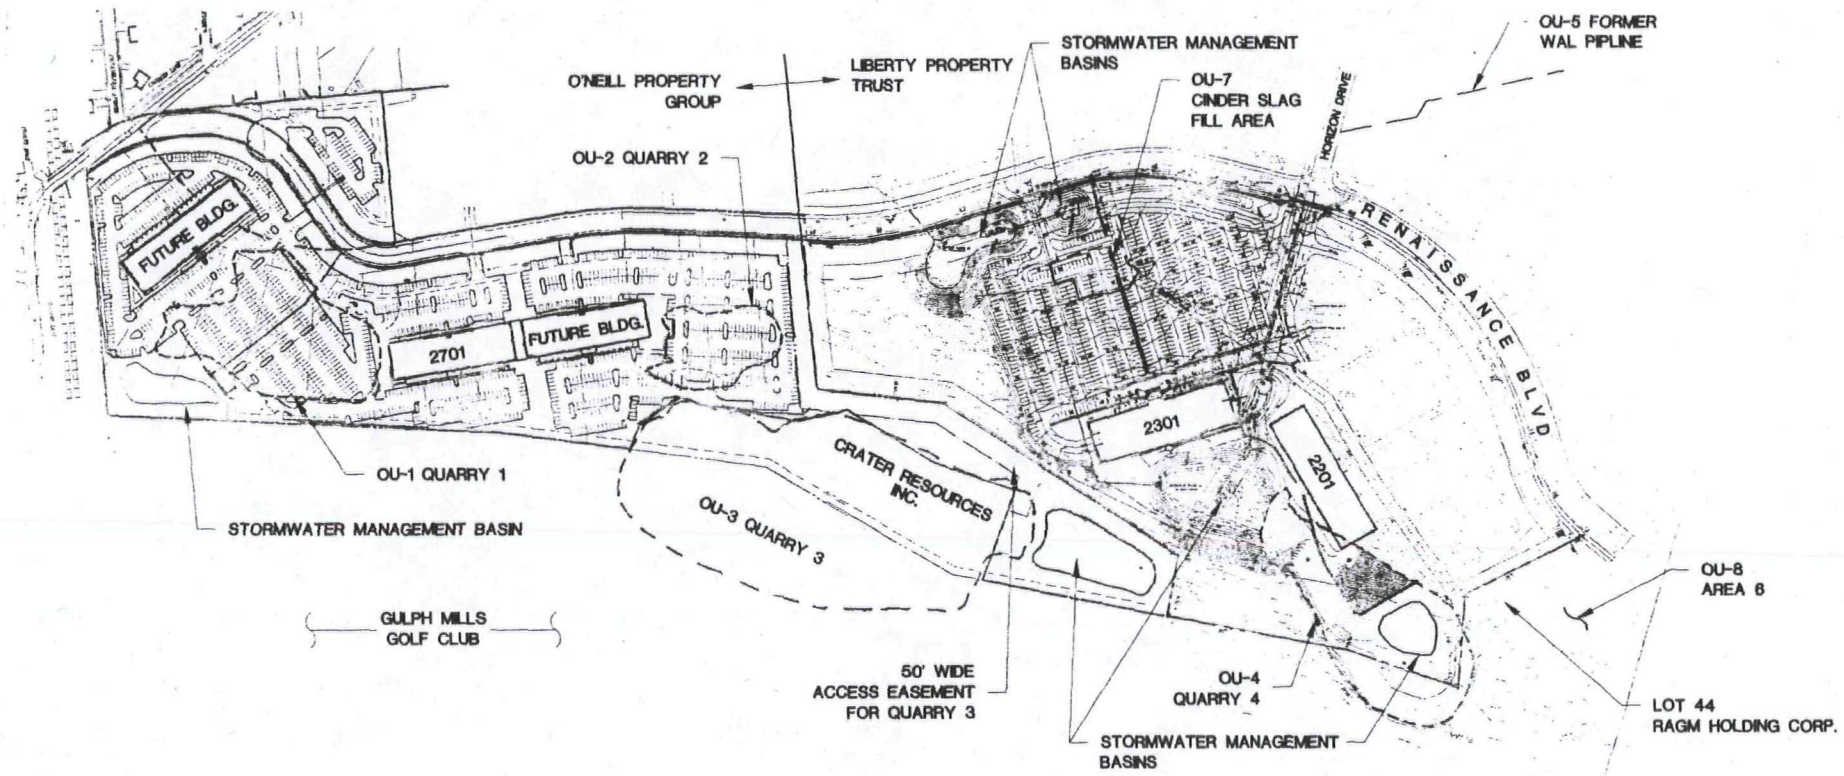 OU-5 FORMER
WAL PIPLINE
STORMWATER MANAGEMENT
BASINS
O'NEILL PROPERTY
GROUP
LIBERTY PROPERTY
TRUST
OU-7
CINDER SLAG
FILL AREA
HORIZON DRIVE
OU-2 QUARRY 2
RENAISSANCE BLVD
FUTURE BLDG.
2701
FUTURE BLDG.
2301
2201
CRATER RESOURCES
INC.
OU-1 QUARRY 1
OU-3 QUARRY 3
STORMWATER MANAGEMENT BASIN
OU-8
AREA 6
GULPH MILLS
GOLF CLUB
50' WIDE
ACCESS EASEMENT
FOR QUARRY 3
OU-4
QUARRY 4
LOT 44
RAGM HOLDING CORP.
STORMWATER MANAGEMENT
BASINS